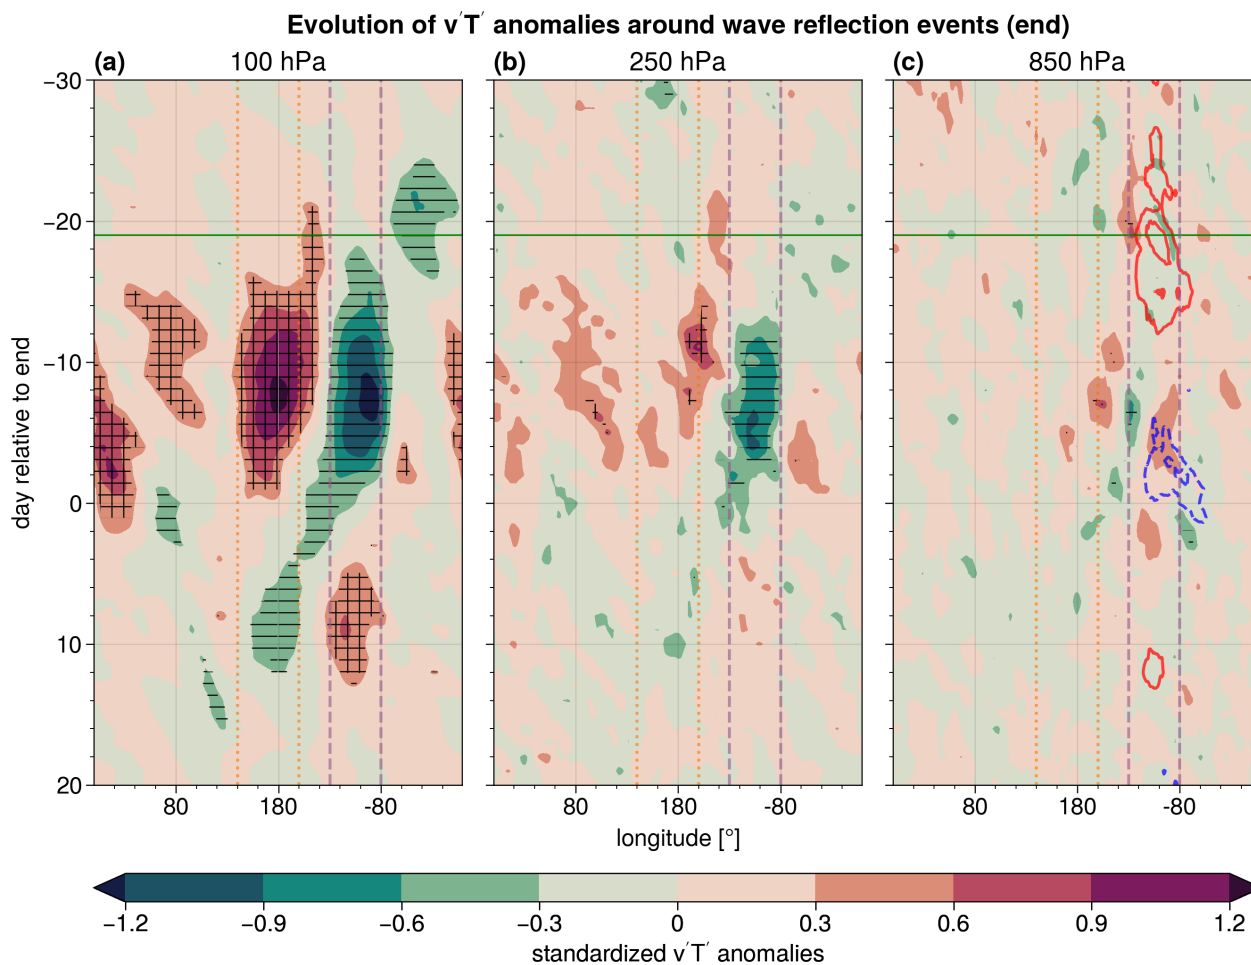 Evolution of v′T′ anomalies around wave reflection events (end)
(a) 100 hPa
(b) 250 hPa
(c) 850 hPa
−30
−20
−10
0
10
20
day relative to end
80 180 -80
80 180 -80
80 180 -80
longitude [°]
−1.2 −0.9 −0.6 −0.3 0 0.3 0.6 0.9 1.2
standardized v′T′ anomalies